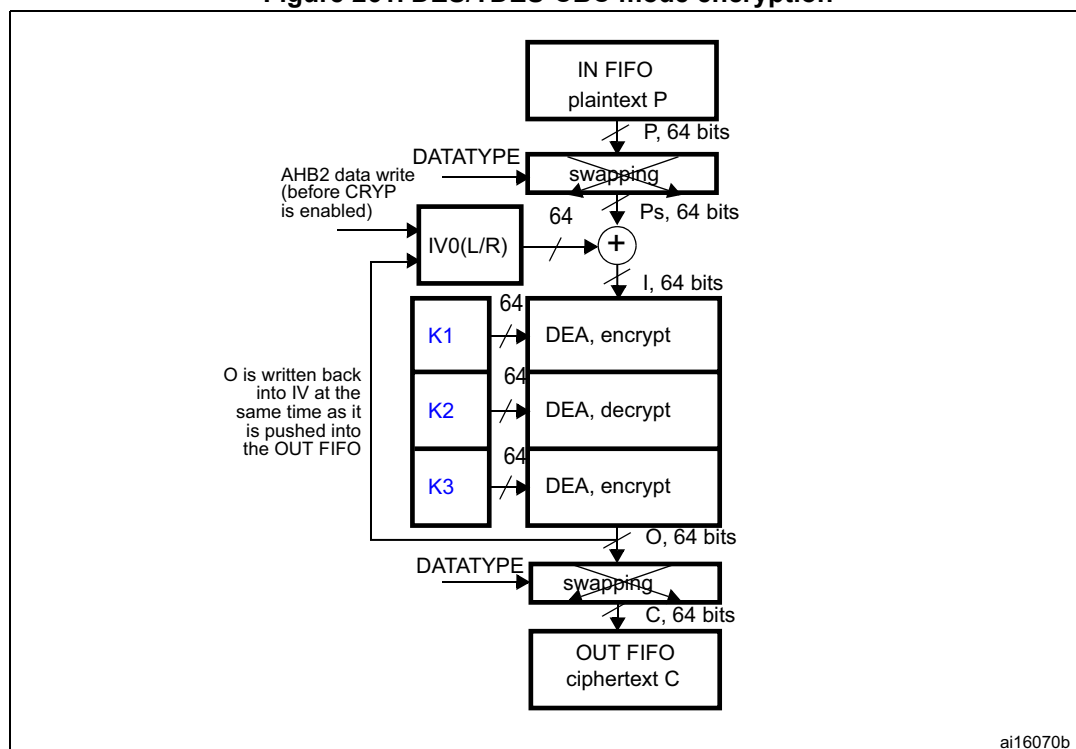 IN FIFO
plaintext P
P, 64 bits
DATATYPE
swapping
AHB2 data write
(before CRYP
is enabled)
Ps, 64 bits
64
IV0(L/R)
+
I, 64 bits
64
K1
DEA, encrypt
64
K2
DEA, decrypt
64
K3
DEA, encrypt
O is written back
into IV at the
same time as it
is pushed into
the OUT FIFO
O, 64 bits
DATATYPE
swapping
C, 64 bits
OUT FIFO
ciphertext C
ai16070b